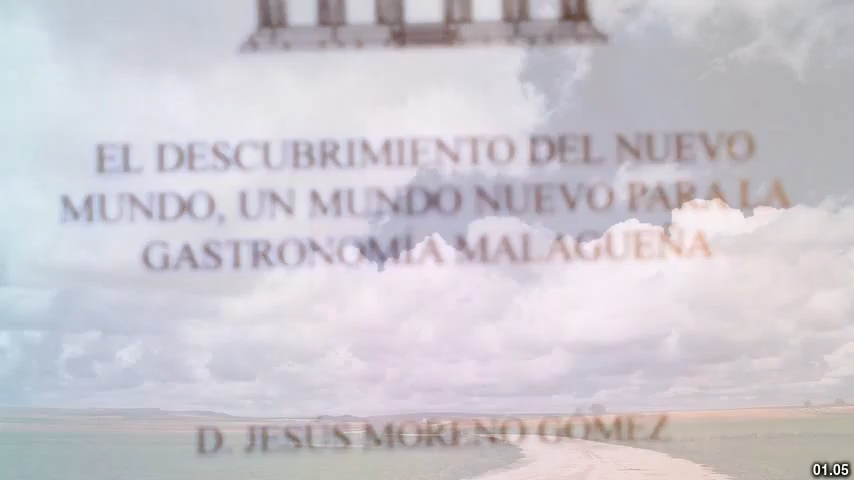 EL DESCUBRIMIENTO DEL NUEVO
MUNDO, UN MUNDO NUEVO PARA LA
GASTRONOMÍA MALAGUEÑA
D. JESÚS MORENO GÓMEZ
01.05